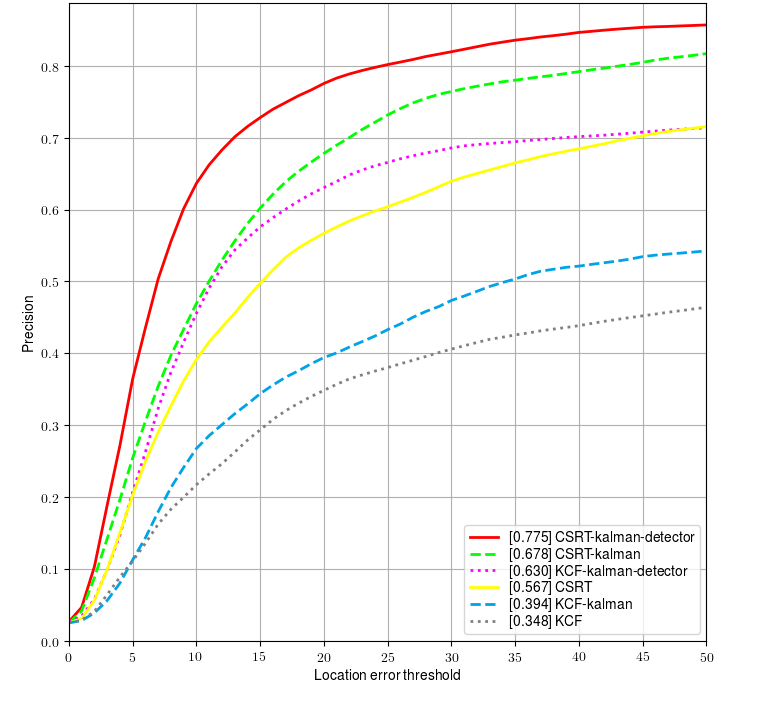 0.8
0.7
0.6
0.5
0.4
0.3
0.2
0.1
0.0
Precision
0 5 10 15 20 25 30 35 40 45 50
Location error threshold
[0.775] CSRT-kalman-detector
[0.678] CSRT-kalman
[0.630] KCF-kalman-detector
[0.567] CSRT
[0.394] KCF-kalman
[0.348] KCF